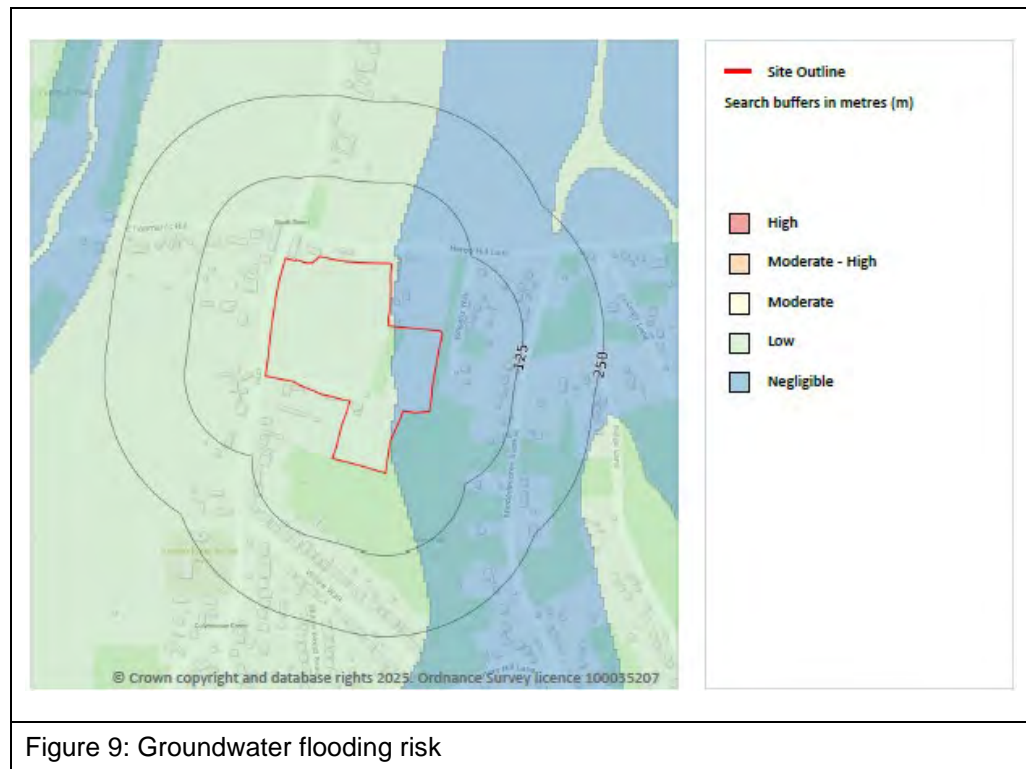 125
250
© Crown copyright and database rights 2025. Ordnance Survey licence 100035207
Site Outline
Search buffers in metres (m)
High
Moderate - High
Moderate
Low
Negligible
Figure 9: Groundwater flooding risk